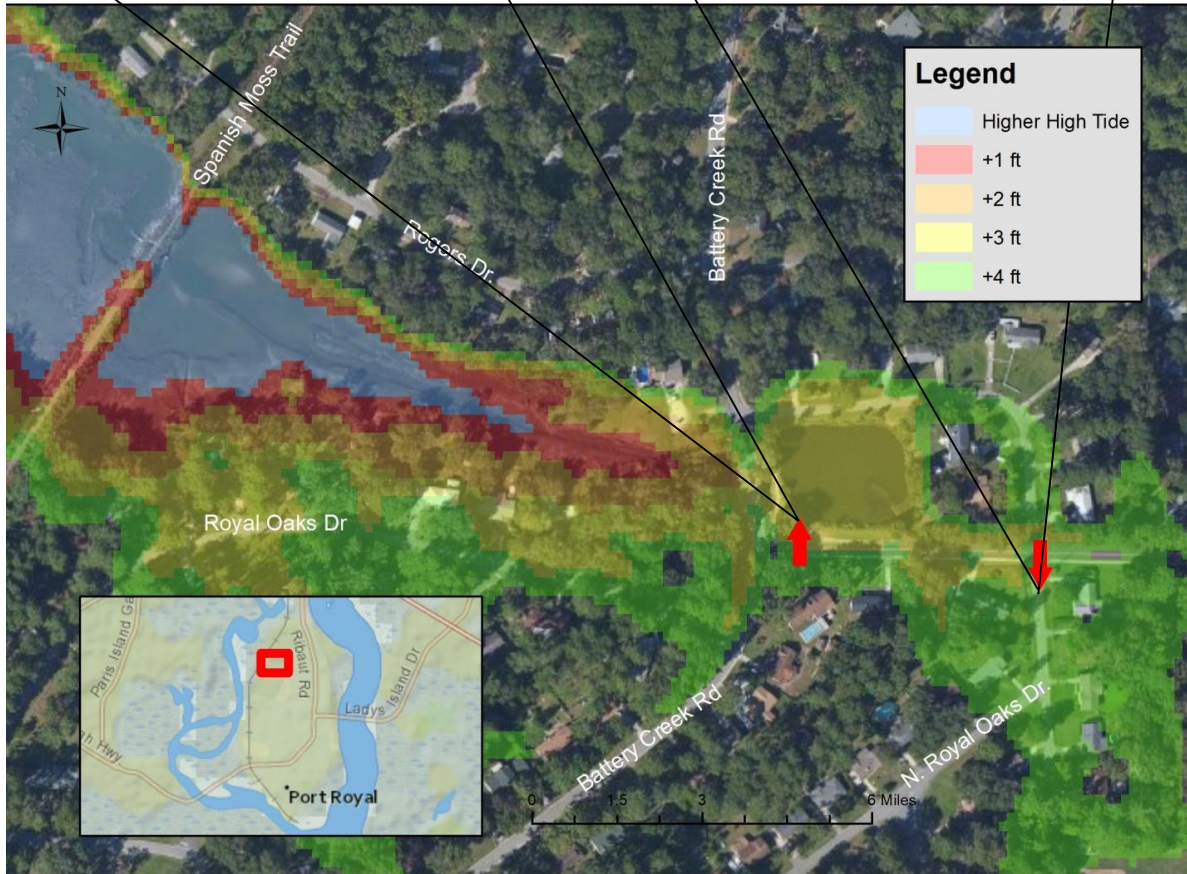 N
Spanish Moss Trail
Battery Creek Rd
Legend
Higher High Tide
+1 ft
+2 ft
+3 ft
+4 ft
Rogers Dr.
Royal Oaks Dr
Paris Island Ga
Ribaut Rd
Ladys Island Dr
ah Hwy
Port Royal
Battery Creek Rd
N. Royal Oaks Dr.
0 1.5 3 6 Miles